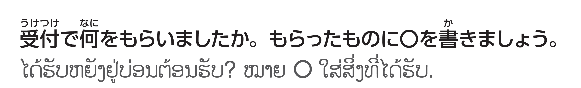 受付で何をもらいましたか。もらったものに○を書きましょう。
ໄດ້ຮັບຫຍັງຢູ່ບ່ອນຕ້ອນຮັບ? ໝາຍ ○ ໃສ່ສິ່ງທີ່ໄດ້ຮັບ.